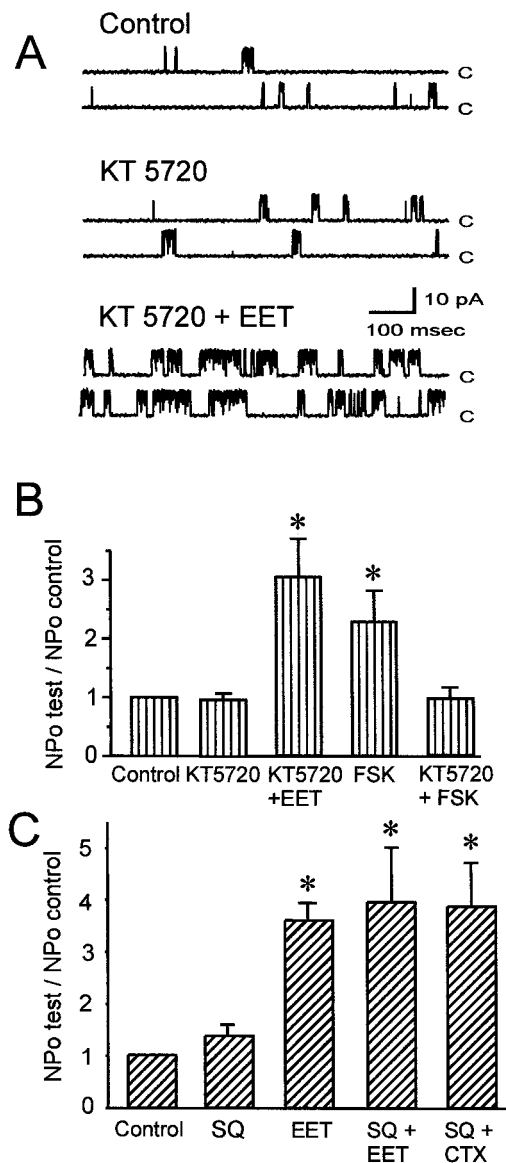 A
Control
c
c
KT 5720
c
c
10 pA
100 msec
KT 5720 + EET
c
c
B
NPo test / NPo control
3
2
1
0
*
*
Control
KT5720
KT5720
+EET
FSK
KT5720
+ FSK
C
NPo test / NPo control
5
4
3
2
1
0
*
*
*
Control
SQ
EET
SQ +
EET
SQ +
CTX